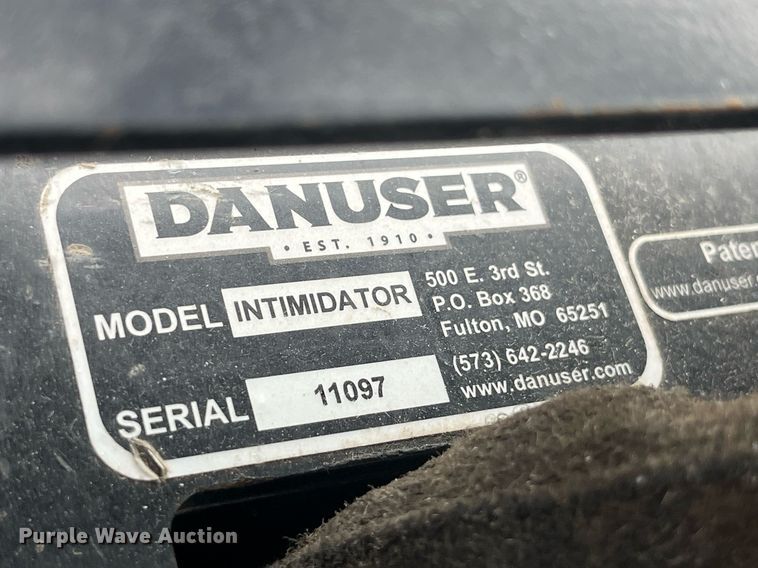 DANUSER®
• EST. 1910 •
MODEL INTIMIDATOR
500 E. 3rd St.
P.O. Box 368
Fulton, MO 65251
SERIAL 11097
(573) 642-2246
www.danuser.com
Paten
www.danuser.
Purple Wave Auction